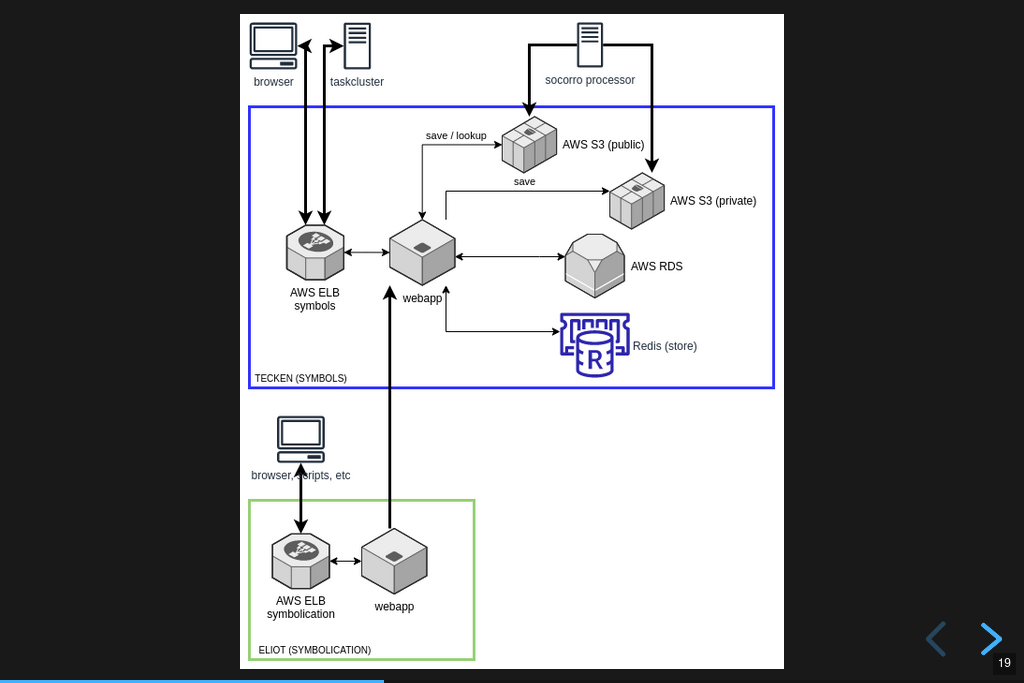 browser
taskcluster
socorro processor
save / lookup
AWS S3 (public)
save
AWS S3 (private)
AWS RDS
AWS ELB
symbols
webapp
Redis (store)
R
TECKEN (SYMBOLS)
browser, scripts, etc
AWS ELB
symbolication
webapp
ELIOT (SYMBOLICATION)
19